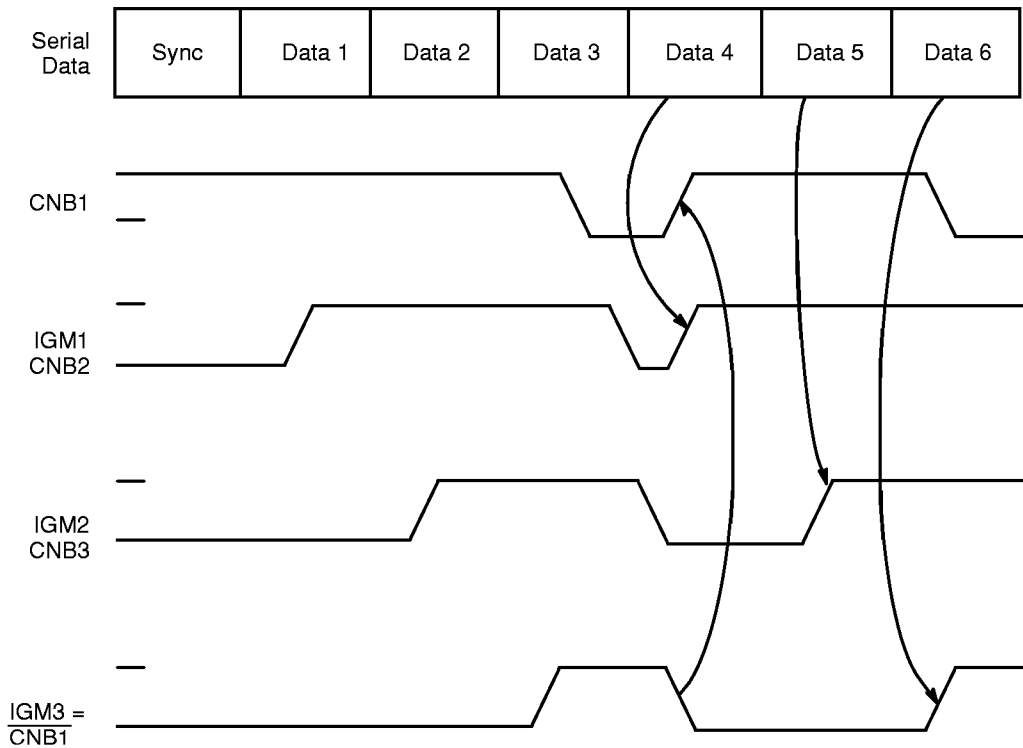 Serial
Data
Sync
Data 1
Data 2
Data 3
Data 4
Data 5
Data 6
CNB1
IGM1
CNB2
IGM2
CNB3
IGM3 =
CNB1